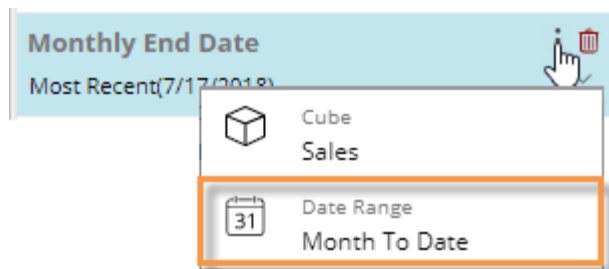 Monthly End Date
Most Recent(7/17/2018)
Cube
Sales
31
Date Range
Month To Date